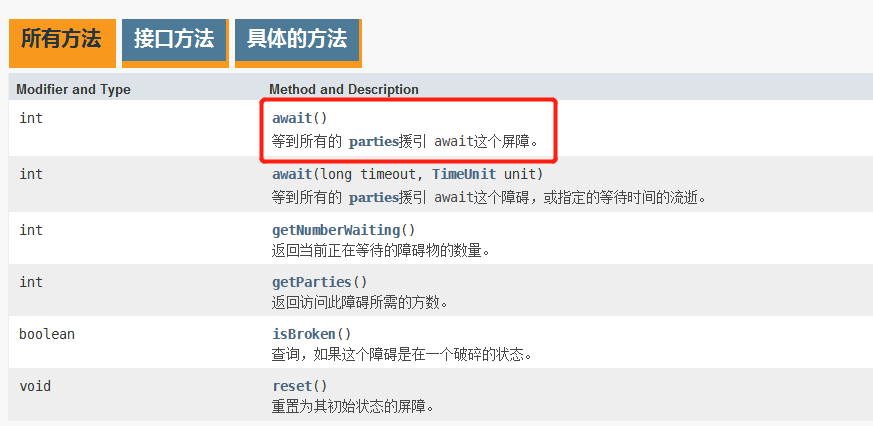 所有方法 接口方法 具体的方法
Modifier and Type Method and Description
int await()
等到所有的 parties援引 await这个屏障。
int await(long timeout, TimeUnit unit)
等到所有的 parties援引 await这个障碍，或指定的等待时间的流逝。
int getNumberWaiting()
返回当前正在等待的障碍物的数量。
int getParties()
返回访问此障碍所需的方数。
boolean isBroken()
查询，如果这个障碍是在一个破碎的状态。
void reset()
重置为其初始状态的屏障。